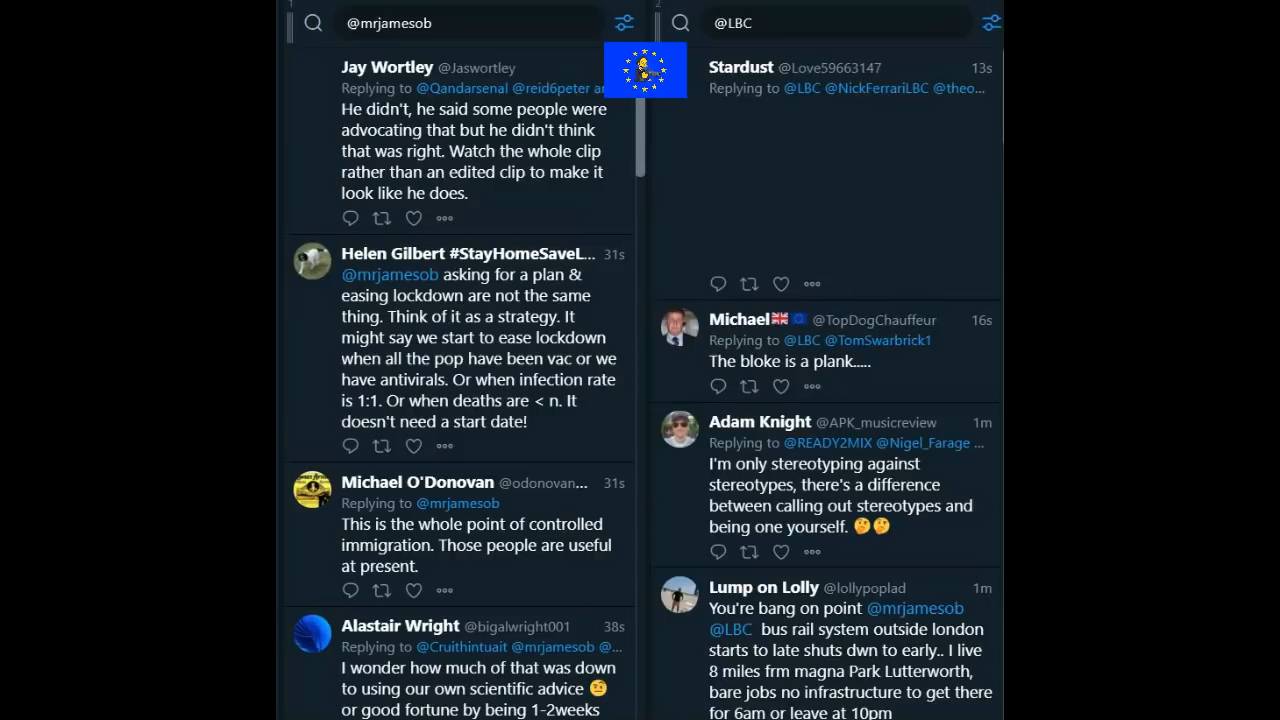 1
@mrjamesob
Jay Wortley @Jaswortley
Replying to @Qandarsenal @reid6peter
He didn't, he said some people were
advocating that but he didn't think
that was right. Watch the whole clip
rather than an edited clip to make it
look like he does.
Helen Gilbert #StayHomeSaveL... 31s
@mrjamesob asking for a plan &
easing lockdown are not the same
thing. Think of it as a strategy. It
might say we start to ease lockdown
when all the pop have been vac or we
have antivirals. Or when infection rate
is 1:1. Or when deaths are < n. It
doesn't need a start date!
Michael O'Donovan @odonovan... 31s
Replying to @mrjamesob
This is the whole point of controlled
immigration. Those people are useful
at present.
Alastair Wright @bigalwright001 38s
Replying to @Cruithintuait @mrjamesob @...
I wonder how much of that was down
to using our own scientific advice 🤨
or good fortune by being 1-2weeks
2
@LBC
Stardust @Love59663147 13s
Replying to @LBC @NickFerrariLBC @theo...
Michael🇬🇧🇪🇺 @TopDogChauffeur 16s
Replying to @LBC @TomSwarbrick1
The bloke is a plank.....
Adam Knight @APK_musicreview 1m
Replying to @READY2MIX @Nigel_Farage ...
I'm only stereotyping against
stereotypes, there's a difference
between calling out stereotypes and
being one yourself. 🤔🤔
Lump on Lolly @lollypoplad 1m
You're bang on point @mrjamesob
@LBC bus rail system outside london
starts to late shuts dwn to early.. I live
8 miles frm magna Park Lutterworth,
bare jobs no infrastructure to get there
for 6am or leave at 10pm